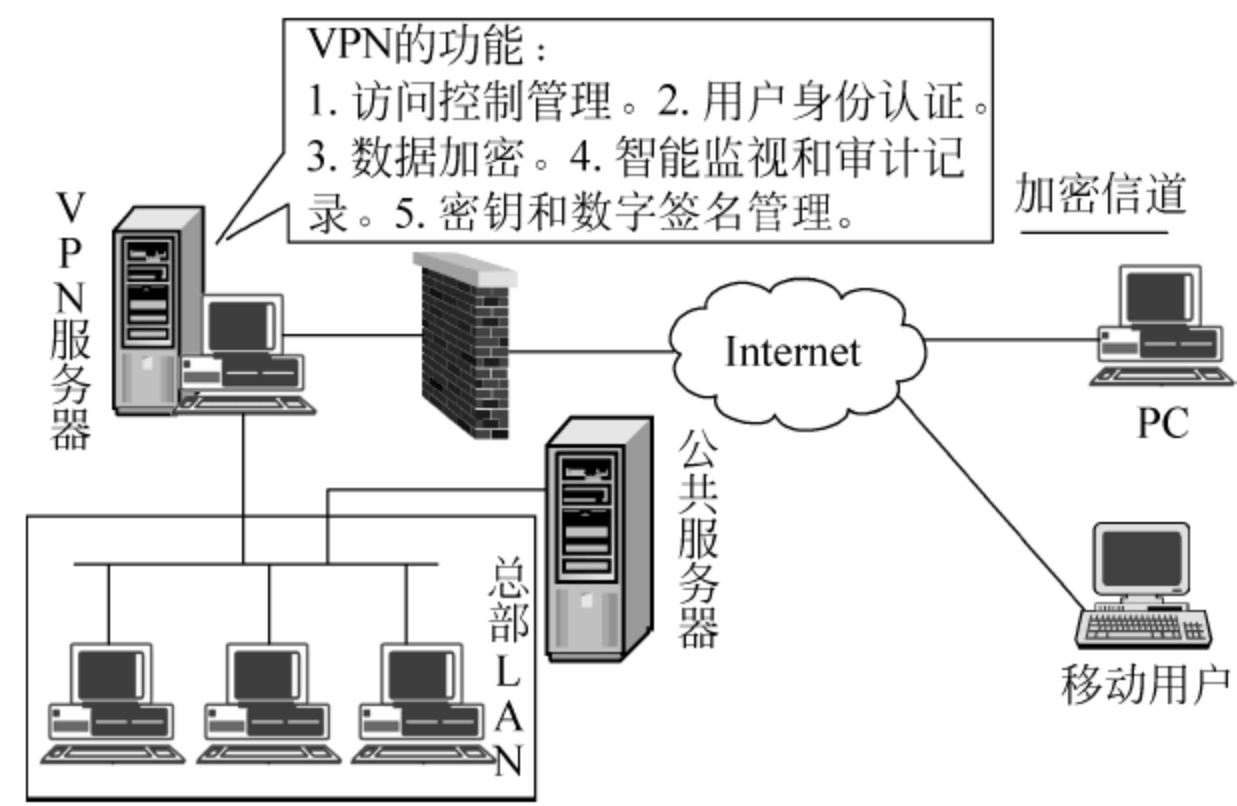 VPN的功能：
1. 访问控制管理。2. 用户身份认证。
3. 数据加密。4. 智能监视和审计记
录。5. 密钥和数字签名管理。
加密信道
VPN服务器
Internet
PC
公共服务器
总部LAN
移动用户